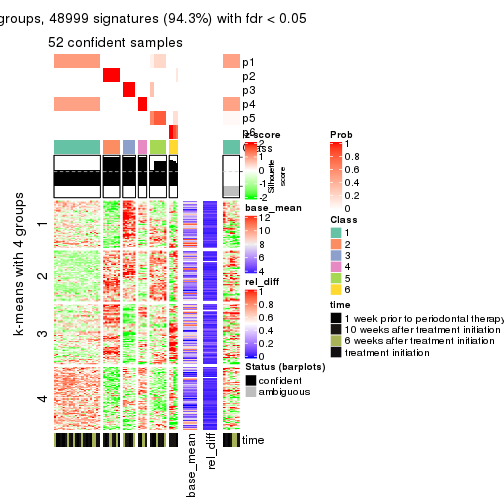 groups, 48999 signatures (94.3%) with fdr < 0.05
52 confident samples
p1
p2
p3
p4
p5
p6
Class
Silhouette
score
k-means with 4 groups
1
2
3
4
time
base_mean
rel_diff
z-score
2
1
0
-1
-2
base_mean
12
10
8
6
4
rel_diff
1
0.8
0.6
0.4
0.2
0
Status (barplots)
confident
ambiguous
Prob
1
0.8
0.6
0.4
0.2
0
Class
1
2
3
4
5
6
time
1 week prior to periodontal therapy
10 weeks after treatment initiation
6 weeks after treatment initiation
treatment initiation